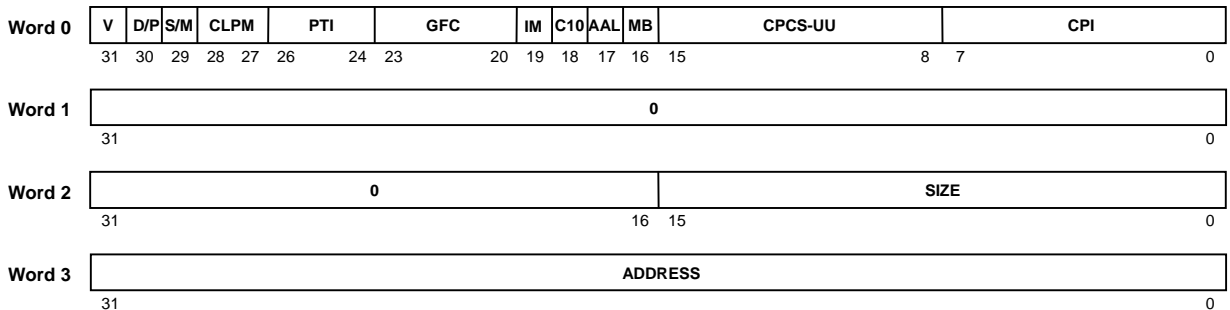 Word 0 V D/P S/M CLPM PTI GFC IM C10 AAL MB CPCS-UU CPI
31 30 29 28 27 26 24 23 20 19 18 17 16 15 8 7 0
Word 1 0
31 0
Word 2 0 SIZE
31 16 15 0
Word 3 ADDRESS
31 0